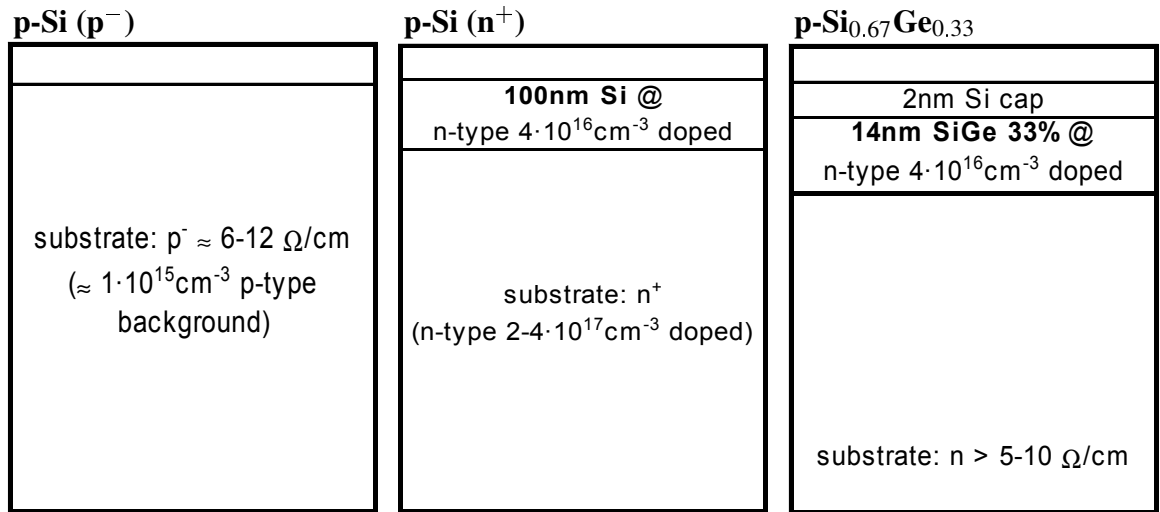 p-Si (p⁻)
substrate: p⁻ ≈ 6-12 Ω/cm
(≈ 1·10¹⁵cm⁻³ p-type
background)
p-Si (n⁺)
100nm Si @
n-type 4·10¹⁶cm⁻³ doped
substrate: n⁺
(n-type 2-4·10¹⁷cm⁻³ doped)
p-Si₀.₆₇Ge₀.₃₃
2nm Si cap
14nm SiGe 33% @
n-type 4·10¹⁶cm⁻³ doped
substrate: n > 5-10 Ω/cm